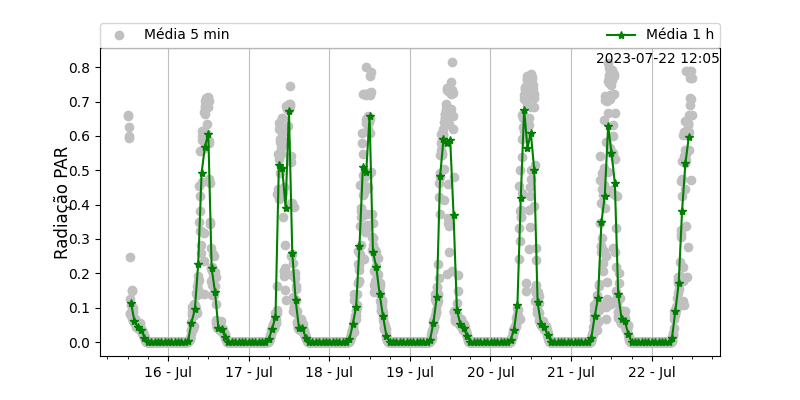 Média 5 min
Média 1 h
2023-07-22 12:05
Radiação PAR
0.8
0.7
0.6
0.5
0.4
0.3
0.2
0.1
0.0
16 - Jul
17 - Jul
18 - Jul
19 - Jul
20 - Jul
21 - Jul
22 - Jul